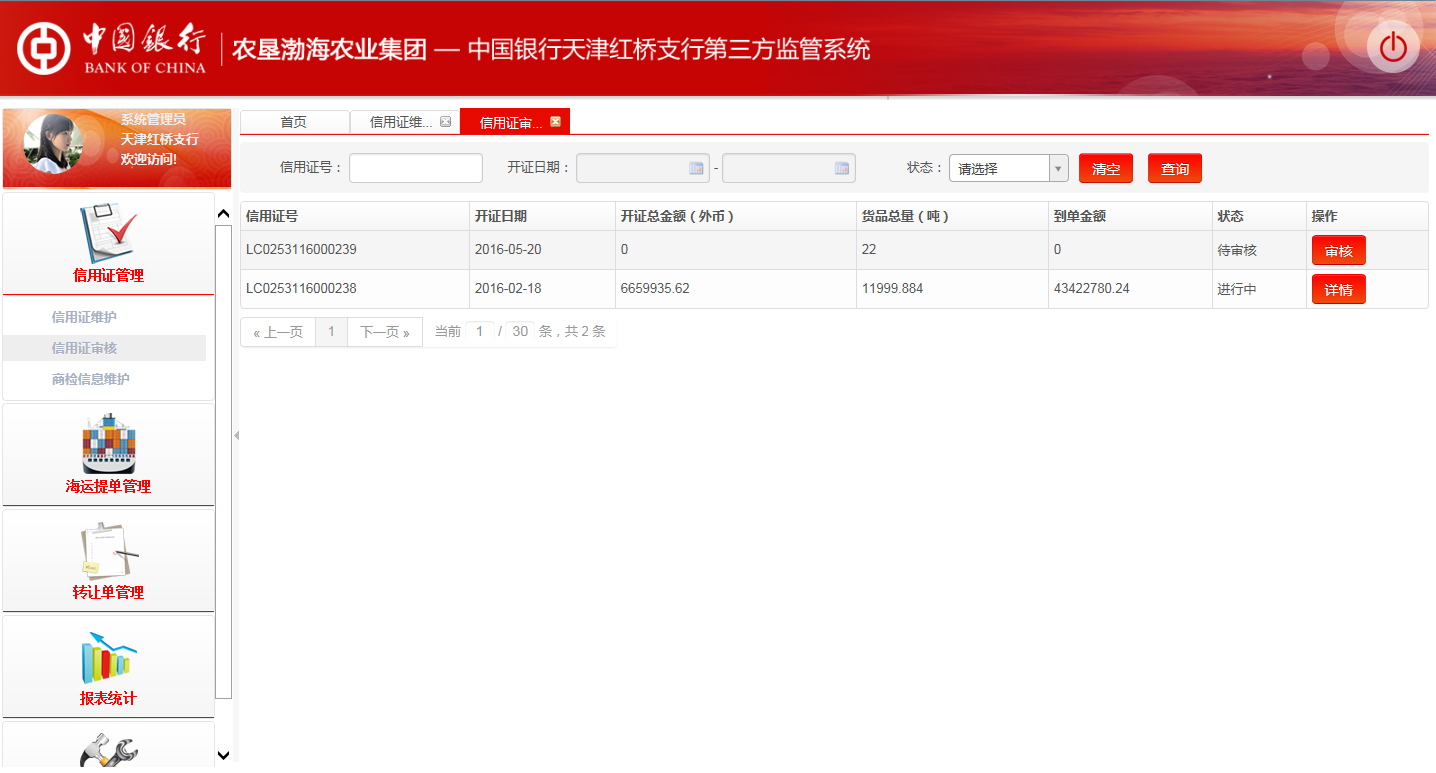 中国银行
BANK OF CHINA
农垦渤海农业集团 — 中国银行天津红桥支行第三方监管系统
系统管理员
天津红桥支行
欢迎访问!
首页 信用证维... 信用证审...
信用证号： 开证日期： - 状态： 请选择 清空 查询
信用证号 开证日期 开证总金额（外币） 货品总量（吨） 到单金额 状态 操作
LC0253116000239 2016-05-20 0 22 0 待审核 审核
LC0253116000238 2016-02-18 6659935.62 11999.884 43422780.24 进行中 详情
« 上一页 1 下一页 » 当前 1 / 30 条，共 2 条
信用证管理
信用证维护
信用证审核
商检信息维护
海运提单管理
转让单管理
报表统计